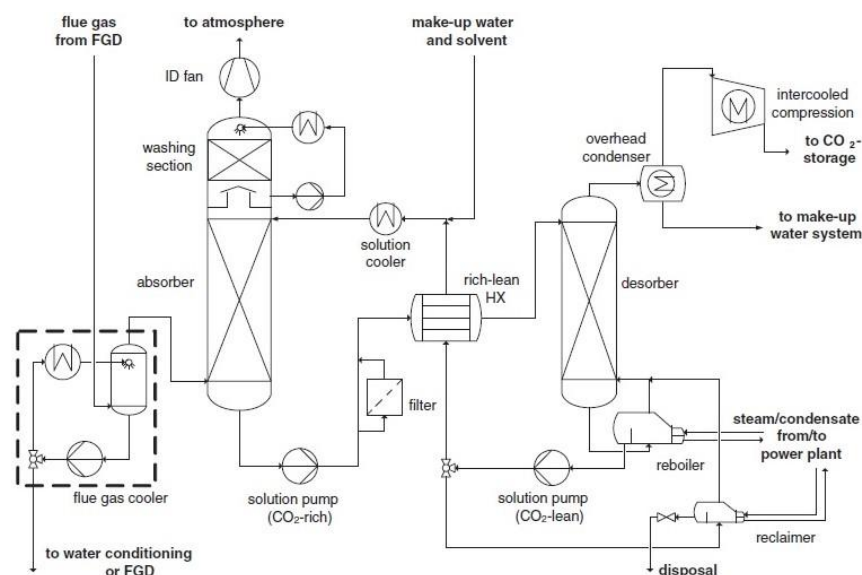 flue gas
from FGD
to atmosphere
make-up water
and solvent
ID fan
washing
section
intercooled
compression
overhead
condenser
to CO ₂-
storage
to make-up
water system
solution
cooler
absorber
rich-lean
HX
desorber
filter
steam/condensate
from/to
power plant
reboiler
flue gas cooler
solution pump
(CO₂-rich)
solution pump
(CO₂-lean)
reclaimer
to water conditioning
or FGD
disposal